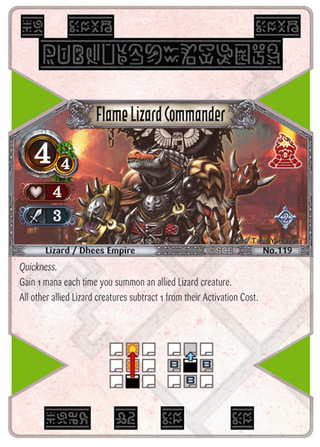 Flame Lizard Commander
4
4
4
3
Lizard / Dhees Empire SCE No.119
Quickness.
Gain 1 mana each time you summon an allied Lizard creature.
All other allied Lizard creatures subtract 1 from their Activation Cost.